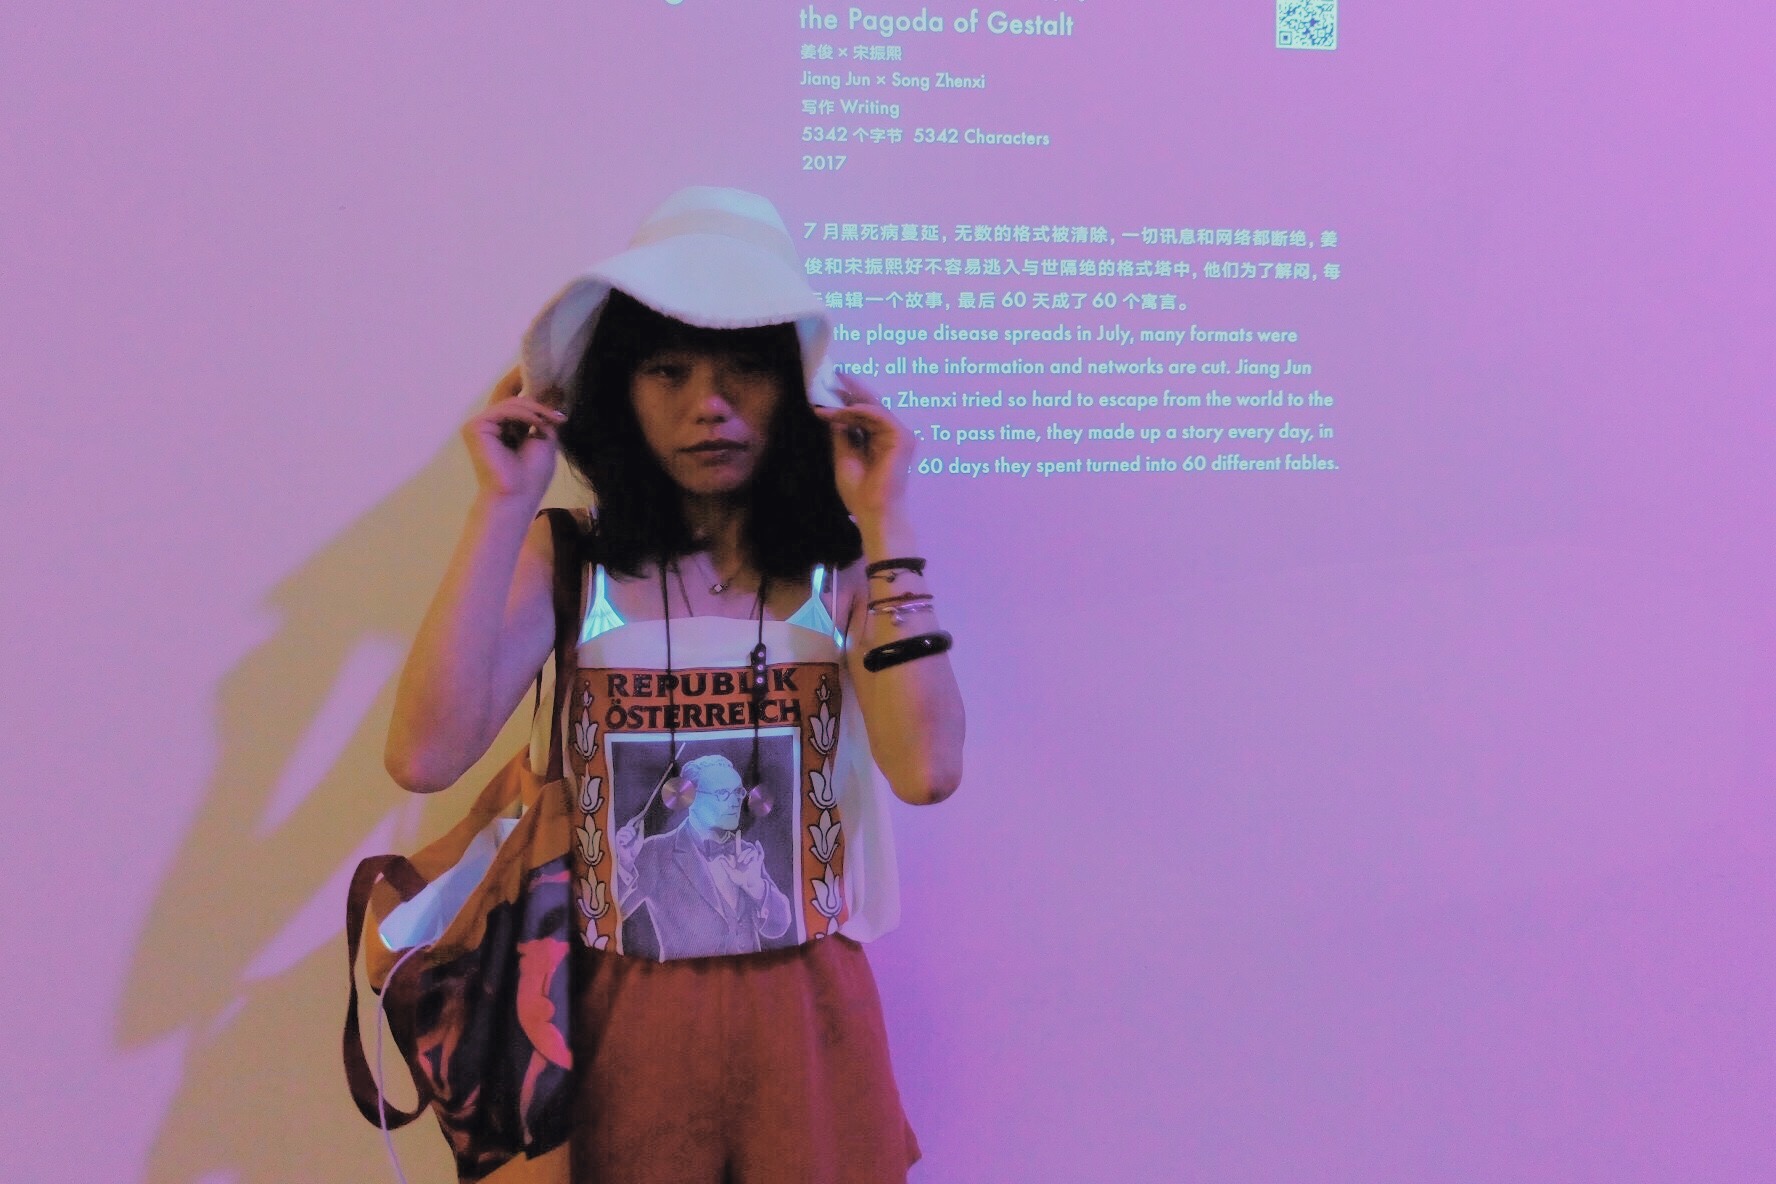 the Pagoda of Gestalt
姜俊 × 宋振熙
Jiang Jun × Song Zhenxi
写作 Writing
5342 个字节 5342 Characters
2017
7 月黑死病蔓延, 无数的格式被清除, 一切讯息和网络都断绝, 姜
俊和宋振熙好不容易逃入与世隔绝的格式塔中, 他们为了解闷, 每
编辑一个故事, 最后 60 天成了 60 个寓言。
the plague disease spreads in July, many formats were
ared; all the information and networks are cut. Jiang Jun
g Zhenxi tried so hard to escape from the world to the
r. To pass time, they made up a story every day, in
60 days they spent turned into 60 different fables.
REPUBLIK
ÖSTERREICH